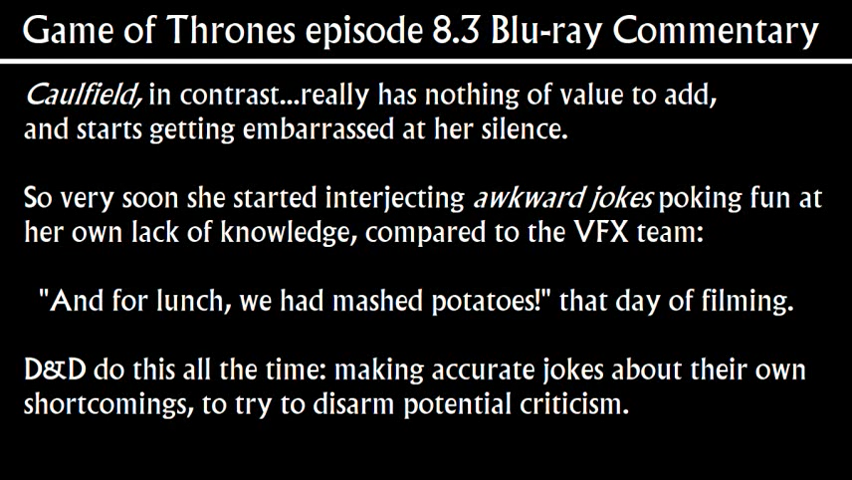 Game of Thrones episode 8.3 Blu-ray Commentary
Caulfield, in contrast...really has nothing of value to add,
and starts getting embarrassed at her silence.
So very soon she started interjecting awkward jokes poking fun at
her own lack of knowledge, compared to the VFX team:
"And for lunch, we had mashed potatoes!" that day of filming.
D&D do this all the time: making accurate jokes about their own
shortcomings, to try to disarm potential criticism.